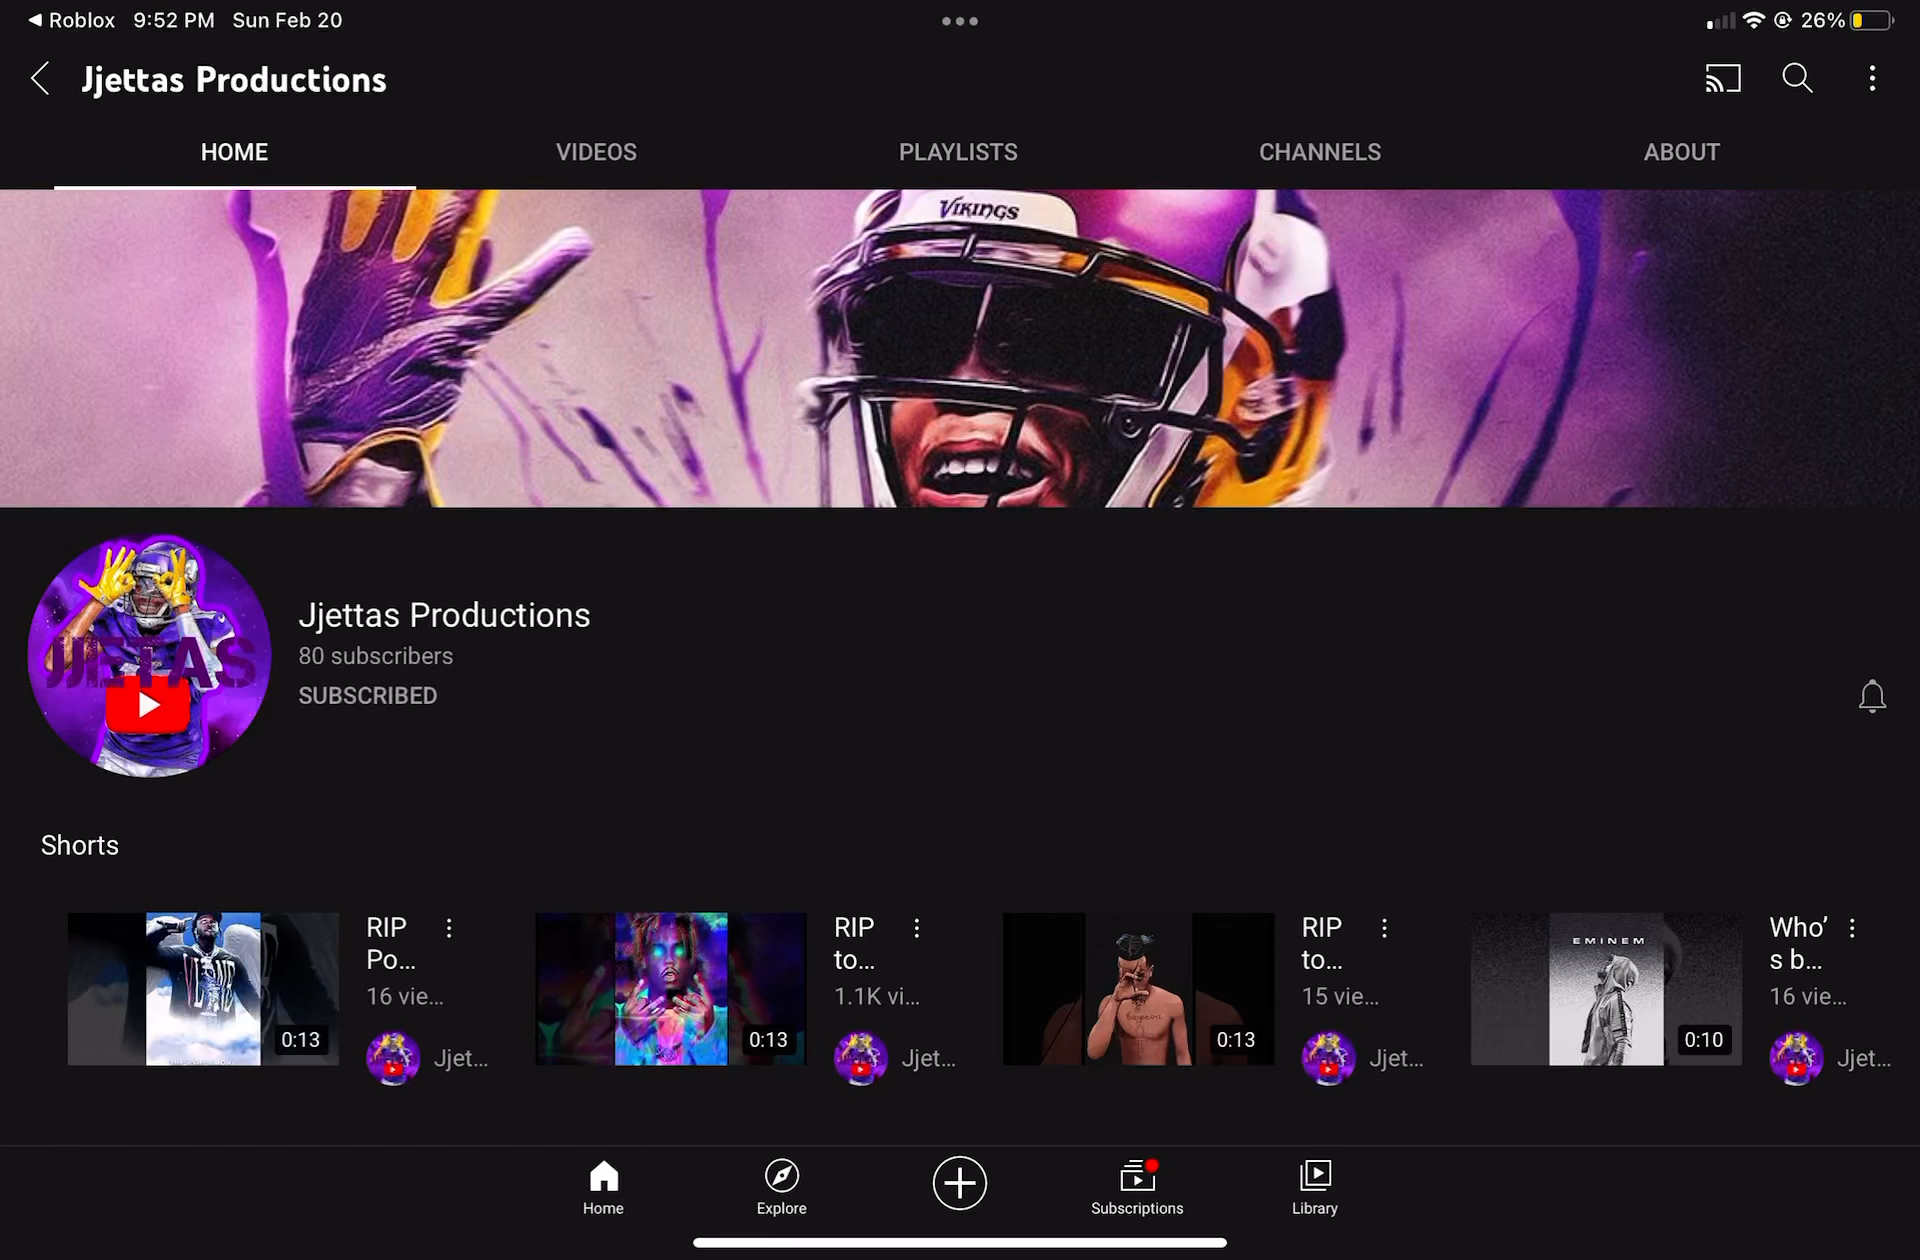 Roblox 9:52 PM Sun Feb 20
26%
Jjettas Productions
HOME VIDEOS PLAYLISTS CHANNELS ABOUT
VIKINGS
JJETAS
Jjettas Productions
80 subscribers
SUBSCRIBED
Shorts
RIP
Po...
16 vie...
0:13
Jjet...
RIP
to...
1.1K vi...
0:13
Jjet...
RIP
to...
15 vie...
0:13
Jjet...
EMINEM
Who’
s b...
16 vie...
0:10
Jjet...
Home Explore Subscriptions Library